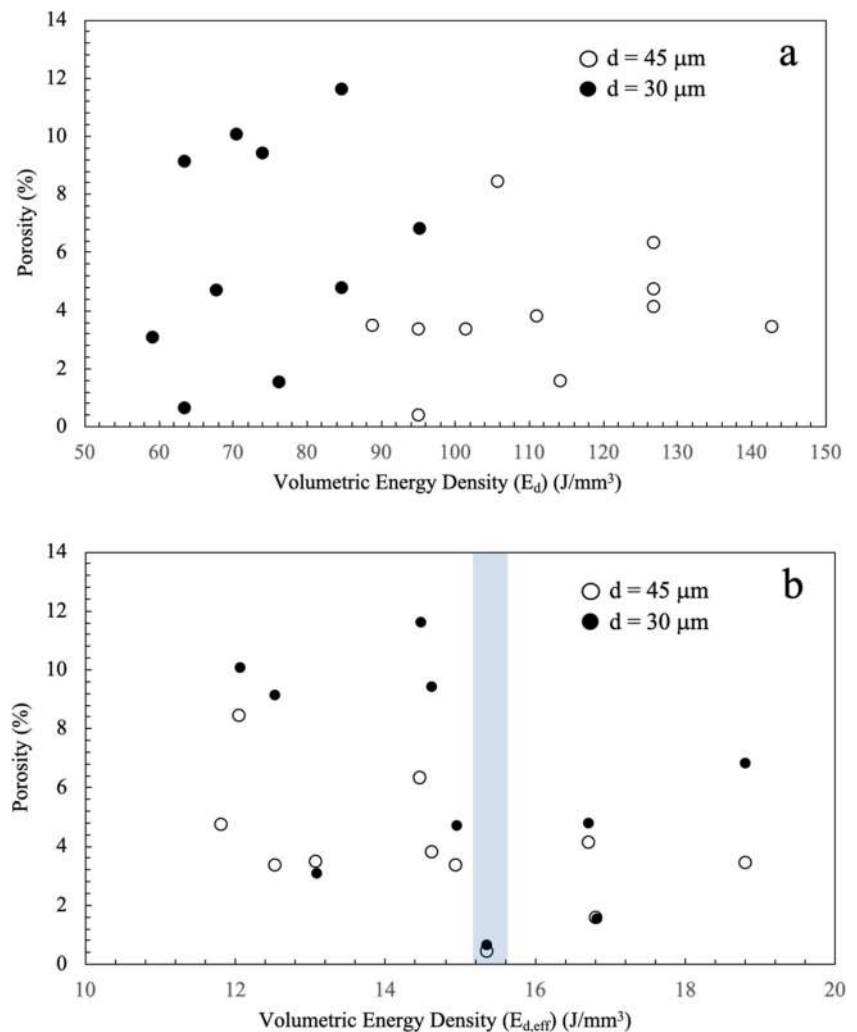 14
a
d = 45 μm
d = 30 μm
12
10
8
6
4
2
0
Porosity (%)
50 60 70 80 90 100 110 120 130 140 150
Volumetric Energy Density (E_d) (J/mm³)
14
b
d = 45 μm
d = 30 μm
12
10
8
6
4
2
0
Porosity (%)
10 12 14 16 18 20
Volumetric Energy Density (E_d,eff) (J/mm³)